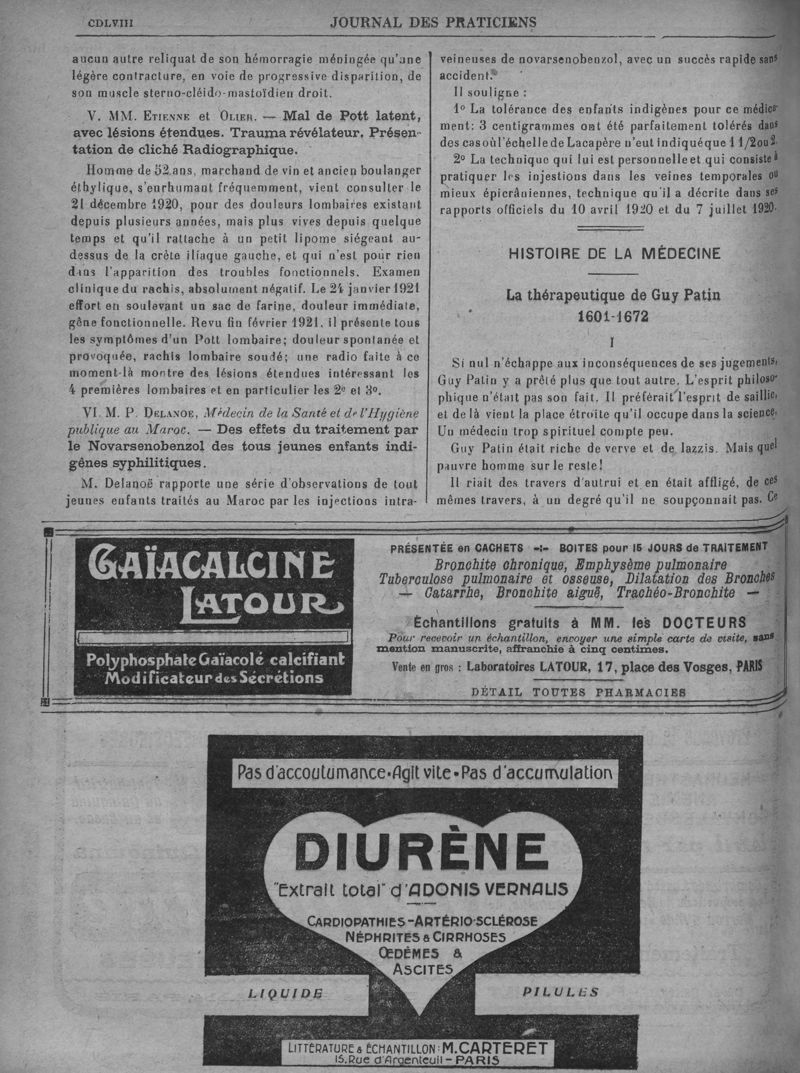 CDLVIII
JOURNAL DES PRATICIENS
aucun autre reliquat de son hémorragie méningée qu'une
légère contracture, en voie de progressive disparition, de
son muscle sterno-cléido-mastoïdien droit.
V. MM. ETIENNE et OLIER. — Mal de Pott latent,
avec lésions étendues. Trauma révélateur. Présen-
tation de cliché Radiographique.
Homme de 52 ans, marchand de vin et ancien boulanger
éthylique, s'enrhumant fréquemment, vient consulter le
21 décembre 1920, pour des douleurs lombaires existant
depuis plusieurs années, mais plus vives depuis quelque
temps et qu'il rattache à un petit lipome siégeant au-
dessus de la crête iliaque gauche, et qui n'est pour rien
dans l'apparition des troubles fonctionnels. Examen
clinique du rachis, absolument négatif. Le 24 janvier 1921
effort en soulevant un sac de farine, douleur immédiate,
gêne fonctionnelle. Revu fin février 1921, il présente tous
les symptômes d'un Pott lombaire; douleur spontanée et
provoquée, rachis lombaire soudé; une radio faite à ce
moment-là montre des lésions étendues intéressant les
4 premières lombaires et en particulier les 2e et 3e.
VI. M. P. DELANOE, Médecin de la Santé et de l'Hygiène
publique au Maroc. — Des effets du traitement par
le Novarsenobenzol des tous jeunes enfants indi-
gênes syphilitiques.
M. Delanoë rapporte une série d'observations de tout
jeunes enfants traités au Maroc par les injections intra-
veineuses de novarsenobenzol, avec un succès rapide sans
accident.
Il souligne :
1o La tolérance des enfants indigènes pour ce médica-
ment: 3 centigrammes ont été parfaitement tolérés dans
des cas où l'échelle de Lacapère n'eut indiqué que 1 1/2 ou 2.
2o La technique qui lui est personnelle et qui consiste à
pratiquer les injestions dans les veines temporales ou
mieux épicrâniennes, technique qu'il a décrite dans ses
rapports officiels du 10 avril 1920 et du 7 juillet 1920.
HISTOIRE DE LA MÉDECINE
La thérapeutique de Guy Patin
1601-1672
I
Si nul n'échappe aux inconséquences de ses jugements,
Guy Patin y a prêté plus que tout autre. L'esprit philoso-
phique n'était pas son fait. Il préférait l'esprit de saillie,
et de là vient la place étroite qu'il occupe dans la science.
Un médecin trop spirituel compte peu.
Guy Patin était riche de verve et de lazzis. Mais quel
pauvre homme sur le reste!
Il riait des travers d'autrui et en était affligé, de ces
mêmes travers, à un degré qu'il ne soupçonnait pas. Ce
GAÏACALCINE
LATOUR
Polyphosphate Gaïacolé calcifiant
Modificateur des Sécrétions
PRÉSENTÉE en CACHETS -:- BOITES pour 15 JOURS de TRAITEMENT
Bronchite chronique, Emphysème pulmonaire
Tuberculose pulmonaire et osseuse, Dilatation des Bronches
— Catarrhe, Bronchite aiguë, Trachéo-Bronchite —
Échantillons gratuits à MM. les DOCTEURS
Pour recevoir un échantillon, envoyer une simple carte de visite, sans
mention manuscrite, affranchie à cinq centimes.
Vente en gros : Laboratoires LATOUR, 17, place des Vosges, PARIS
DÉTAIL TOUTES PHARMACIES
Pas d'accoutumance • Agit vite • Pas d'accumulation
DIURÈNE
"Extrait total" d'ADONIS VERNALIS
CARDIOPATHIES - ARTÉRIO-SCLÉROSE
NÉPHRITES & CIRRHOSES
ŒDÈMES &
ASCITES
LIQUIDE
PILULES
LITTÉRATURE & ÉCHANTILLON : M. CARTERET
15, Rue d'Argenteuil - PARIS